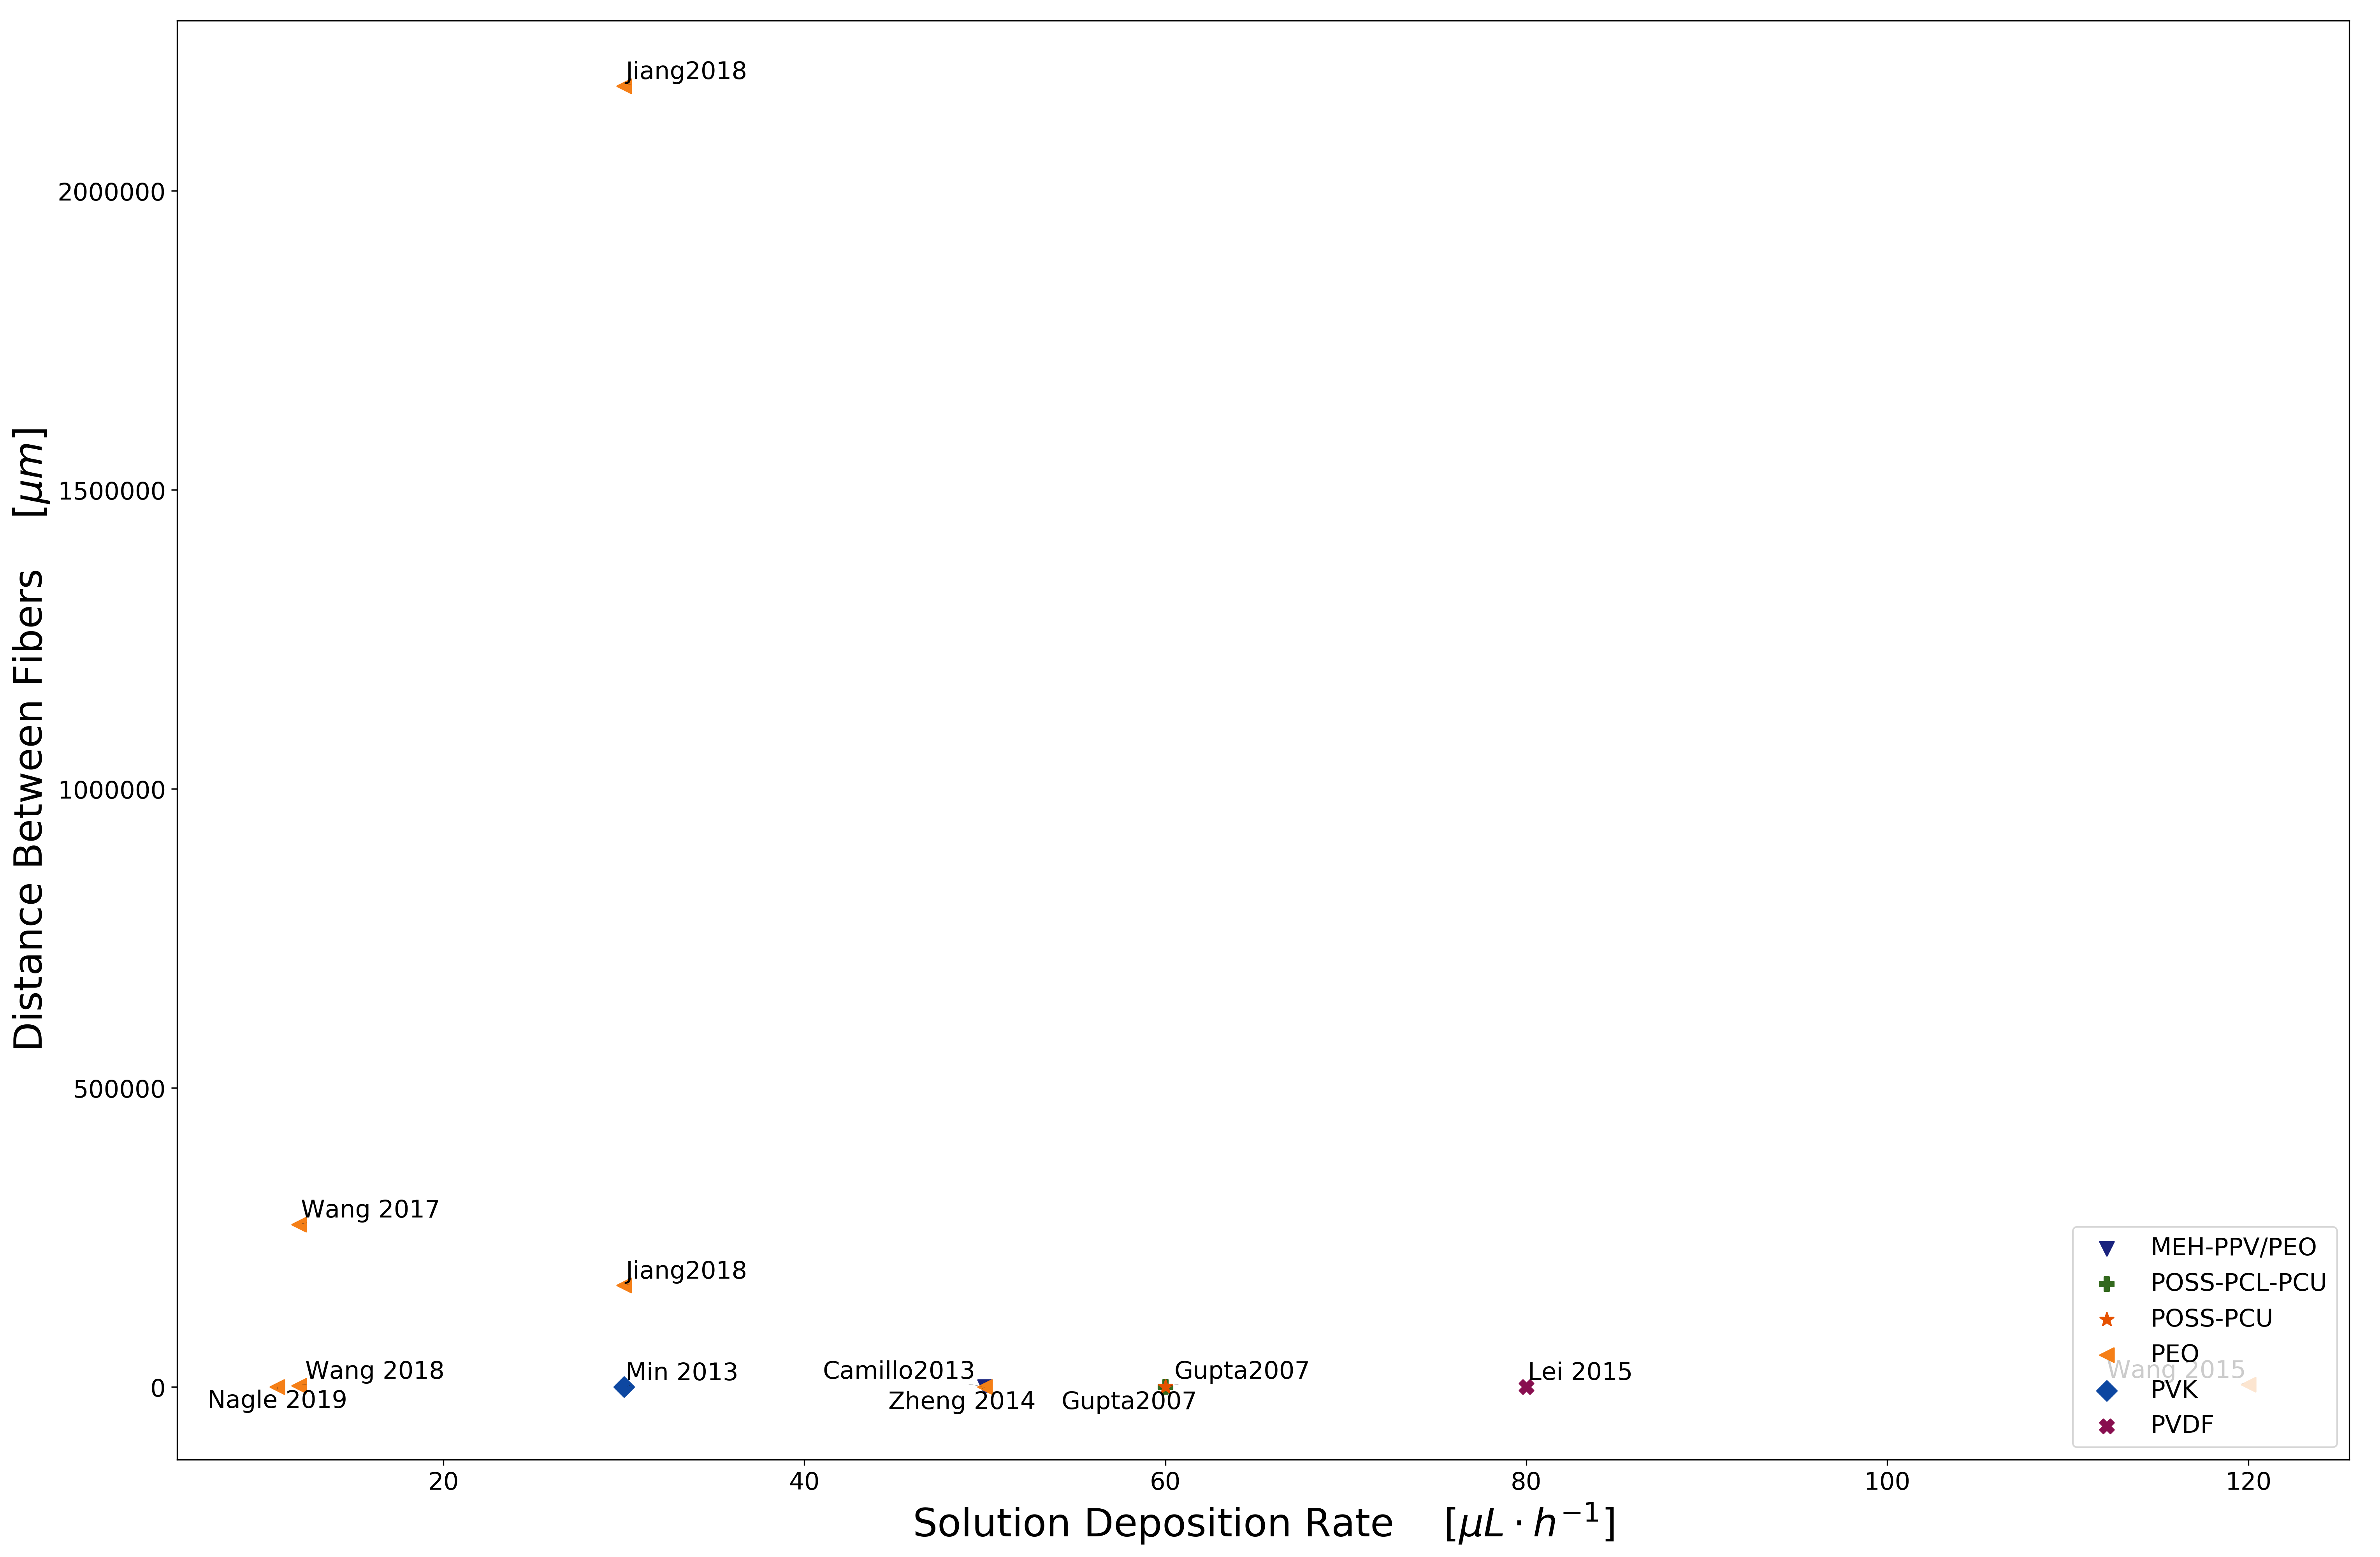 Jiang2018
2000000
1500000
1000000
500000
0
Distance Between Fibers [μm]
Wang 2017
Jiang2018
Wang 2018
Nagle 2019
Min 2013
Camillo2013
Zheng 2014
Gupta2007
Gupta2007
Lei 2015
Wang 2015
MEH-PPV/PEO
POSS-PCL-PCU
POSS-PCU
PEO
PVK
PVDF
20 40 60 80 100 120
Solution Deposition Rate [μL · h⁻¹]